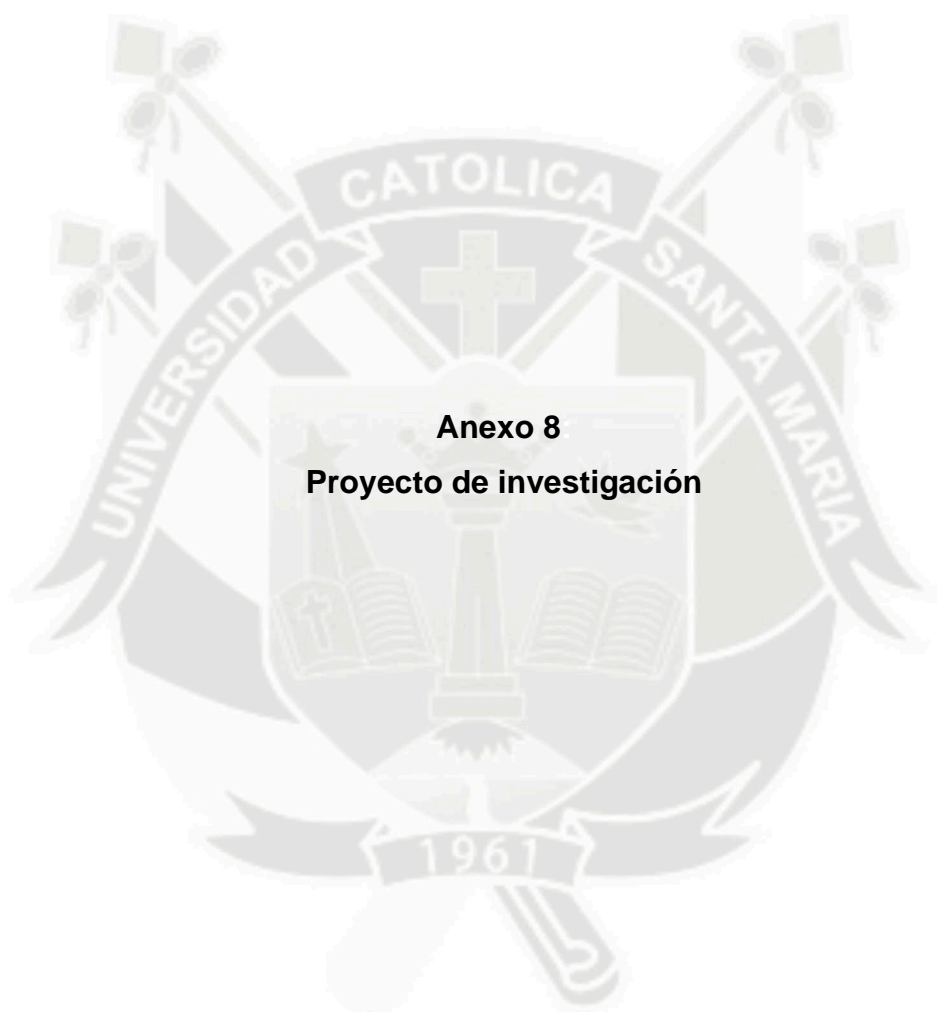 CATOLICA
UNIVERSIDAD
SANTA MARIA
Anexo 8
Proyecto de investigación
1961